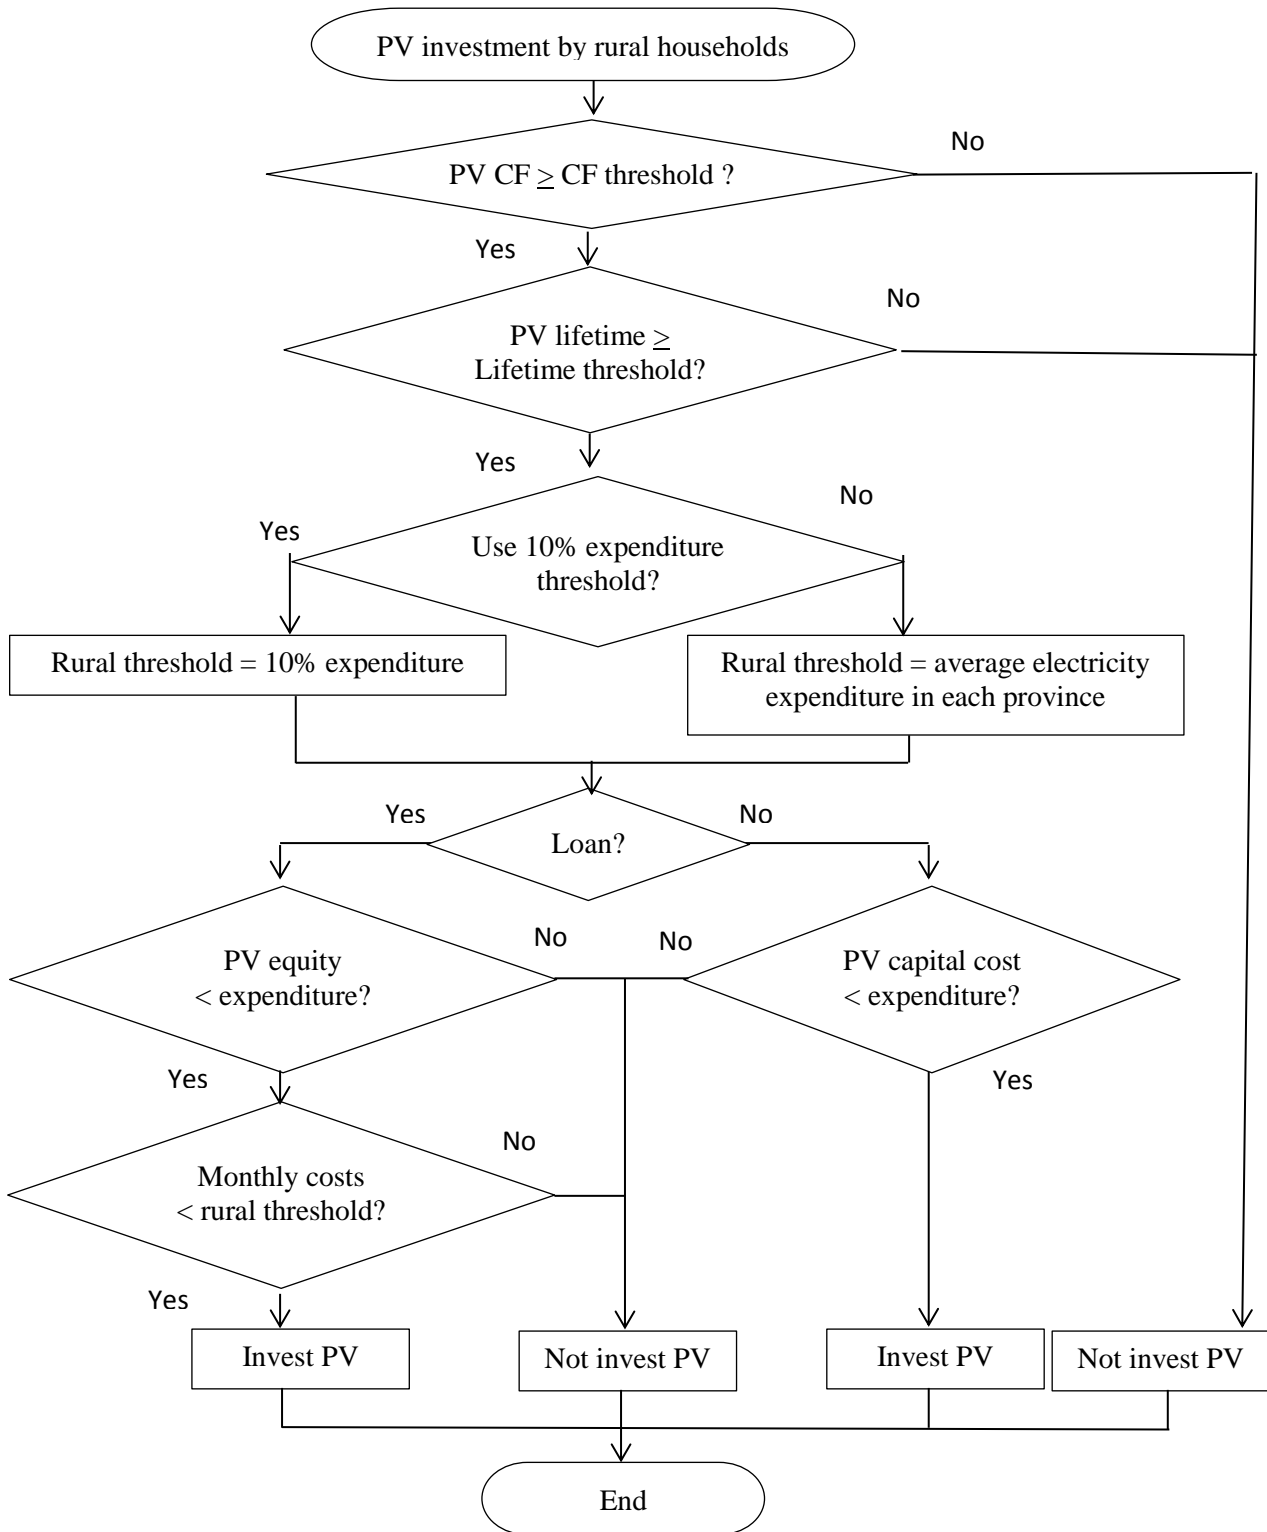 PV investment by rural households
No
PV CF ≥ CF threshold ?
Yes
No
PV lifetime ≥
Lifetime threshold?
Yes
No
Yes
Use 10% expenditure
threshold?
Rural threshold = 10% expenditure
Rural threshold = average electricity
expenditure in each province
Yes
No
Loan?
No
No
PV equity
< expenditure?
PV capital cost
< expenditure?
Yes
Yes
No
Monthly costs
< rural threshold?
Yes
Invest PV
Not invest PV
Invest PV
Not invest PV
End